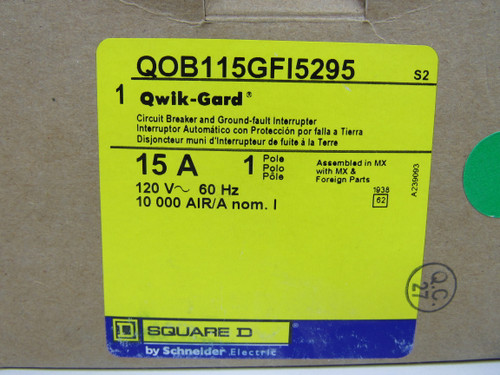 QOB115GFI5295
S2
1 Qwik-Gard®
Circuit Breaker and Ground-fault Interrupter
Interruptor Automático con Protección por falla a Tierra
Disjoncteur muni d'Interrupteur de fuite à la Terre
15 A 1 Pole
Polo
Pôle
Assembled in MX
with MX &
Foreign Parts
120 V~ 60 Hz
10 000 AIR/A nom. I
1938
62
A239093
Q.C.
27
SQUARE D
by Schneider Electric